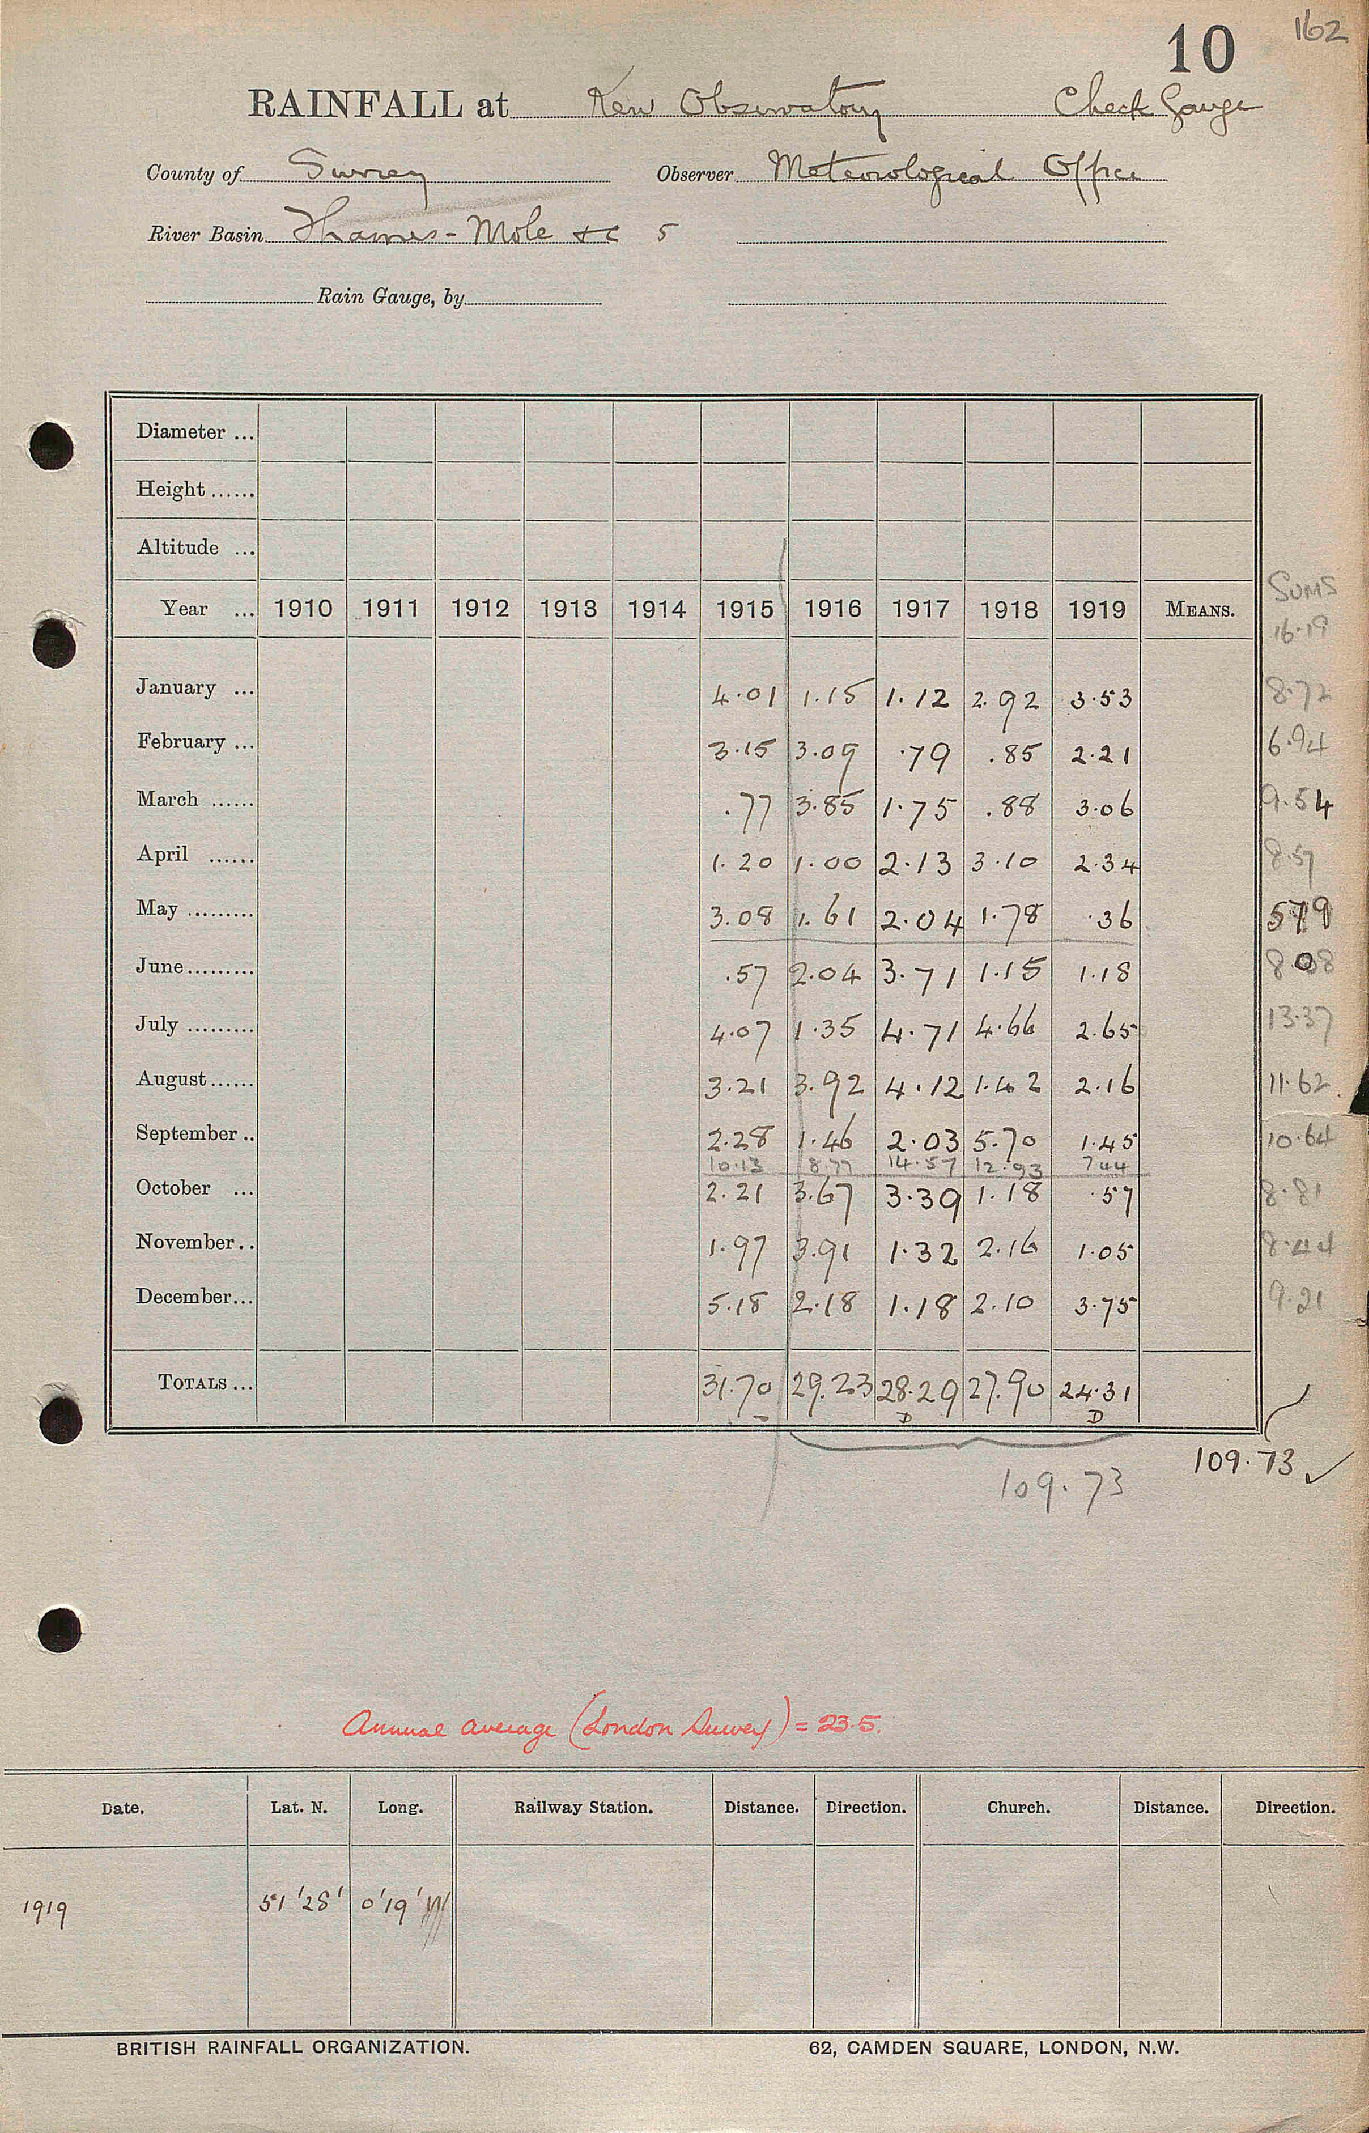 162
10
RAINFALL at Kew Observatory Check Gauge
County of Surrey Observer Meteorological Office
River Basin Thames - Mole &c 5
Rain Gauge, by
Diameter ...
Height ......
Altitude ...
Year ... 1910 1911 1912 1913 1914 1915 1916 1917 1918 1919 MEANS. SUMS 16-19
January ... 4.01 1.15 1.12 2.92 3.53 8.72
February ... 3.15 3.09 .79 .85 2.21 6.94
March ...... .77 3.85 1.75 .88 3.06 9.54
April ...... 1.20 1.00 2.13 3.10 2.34 8.57
May ......... 3.08 1.61 2.04 1.78 .36 579
June......... .57 2.04 3.71 1.15 1.18 8.08
July ......... 4.07 1.35 4.71 4.66 2.65 13.37
August...... 3.21 3.92 4.12 1.42 2.16 11.62
September .. 2.28 1.46 2.03 5.70 1.45 10.64
10.13 8.77 14.57 12.93 7.44
October ... 2.21 3.67 3.39 1.18 .57 8.81
November .. 1.97 3.91 1.32 2.16 1.05 8.44
December... 5.18 2.18 1.18 2.10 3.75 9.21
TOTALS ... 31.70 29.23 28.29 27.90 24.31
D D
109.73 ✓
109.73
Annual average (London Survey) = 23.5.
Date. Lat. N. Long. Railway Station. Distance. Direction. Church. Distance. Direction.
1919 51'28' 0'19'W
BRITISH RAINFALL ORGANIZATION. 62, CAMDEN SQUARE, LONDON, N.W.